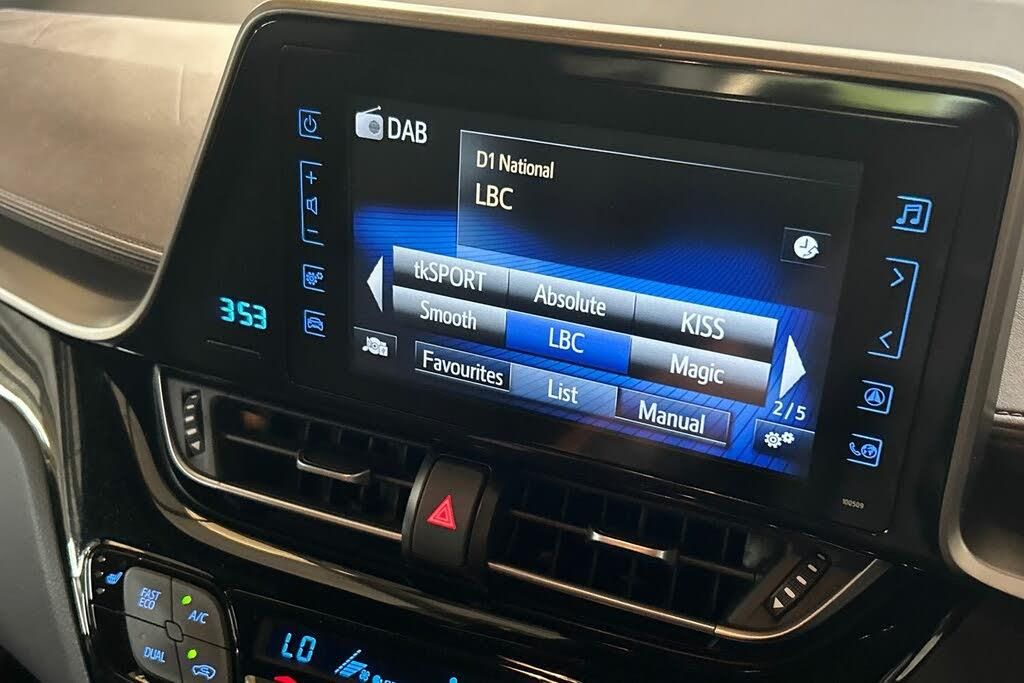 DAB
D1 National
LBC
tkSPORT Absolute KISS
Smooth LBC Magic
Favourites List Manual 2/5
353
100509
FAST
ECO
A/C
DUAL
LO